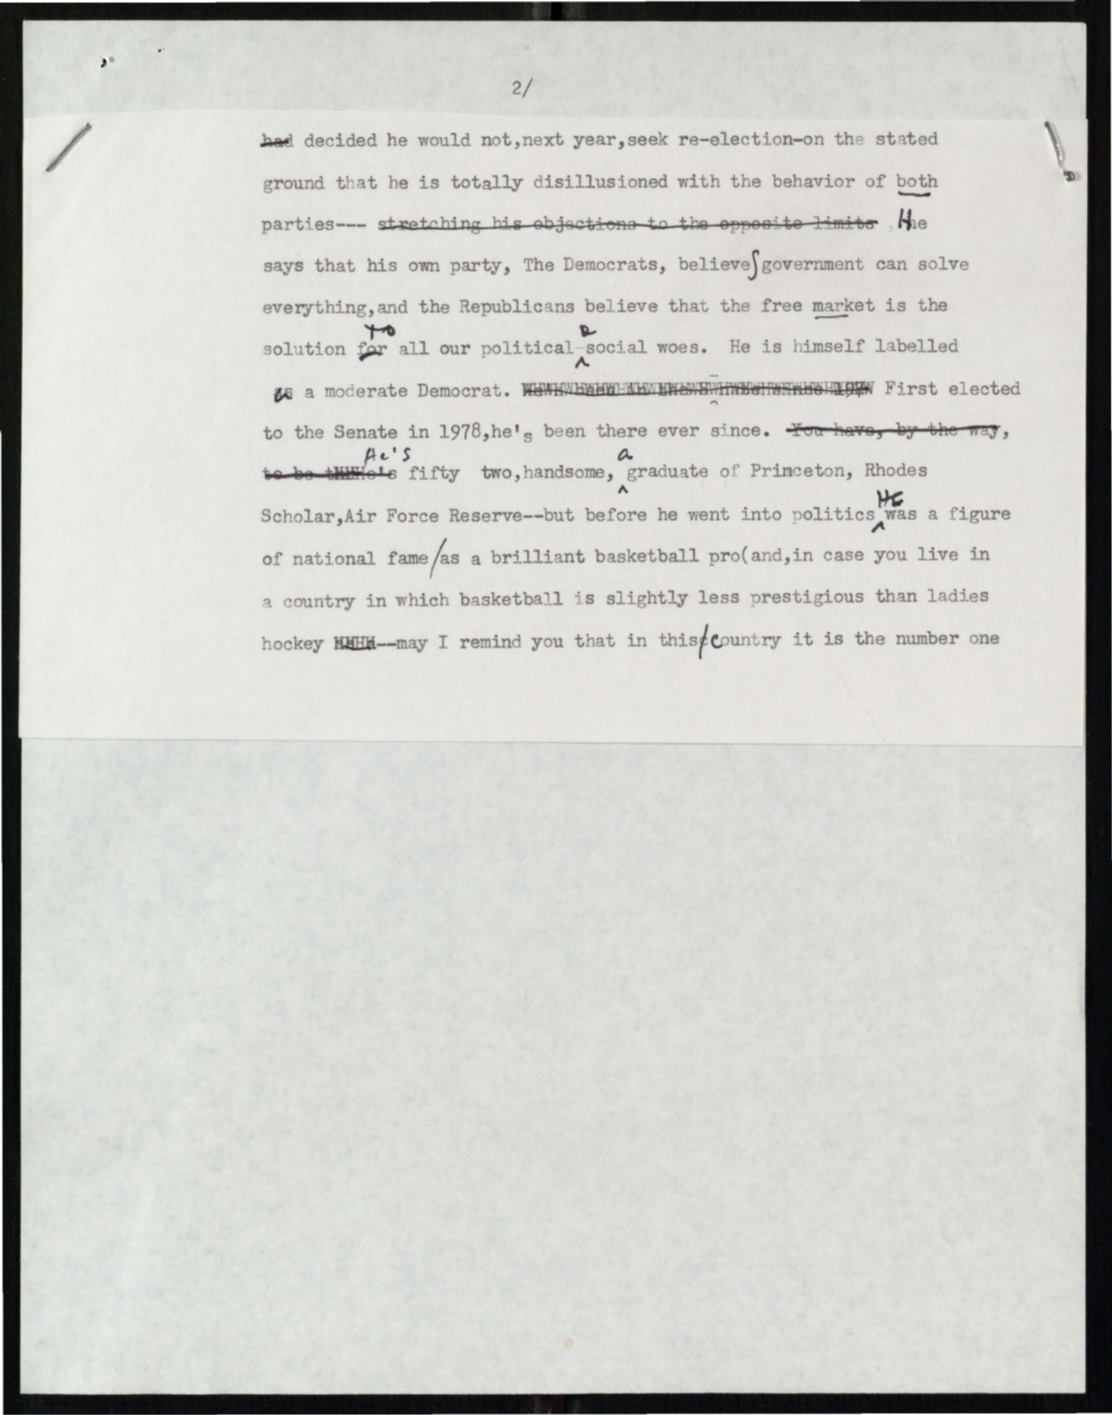 2/
had decided he would not,next year,seek re-election-on the stated
ground that he is totally disillusioned with the behavior of both
parties--- stretching his objections to the opposite limits He
says that his own party, The Democrats, believe government can solve
everything,and the Republicans believe that the free market is the
to &
solution for all our political social woes. He is himself labelled
as a moderate Democrat. First elected
to the Senate in 1978,he's been there ever since. You have, by the way,
He's a
to be fifty two,handsome, graduate of Princeton, Rhodes
HE
Scholar,Air Force Reserve--but before he went into politics was a figure
of national fame/as a brilliant basketball pro(and,in case you live in
a country in which basketball is slightly less prestigious than ladies
hockey --may I remind you that in this/country it is the number one